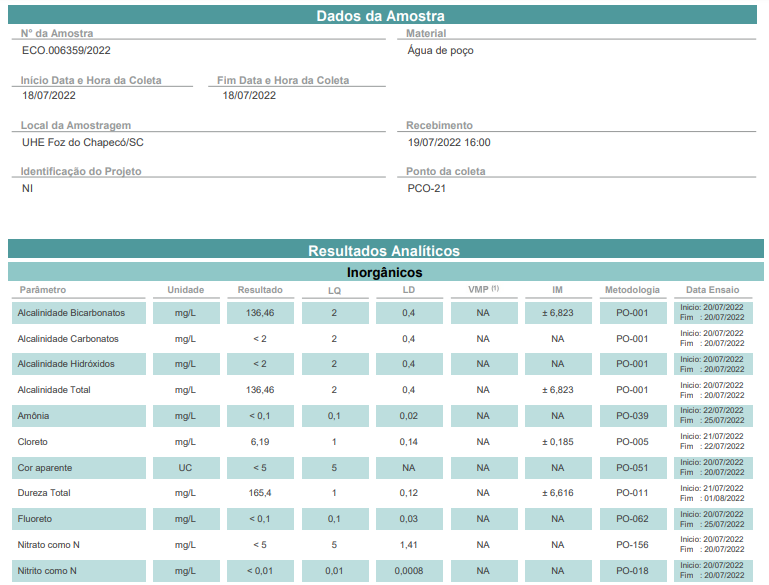 Dados da Amostra
N° da Amostra Material
ECO.006359/2022 Água de poço
Início Data e Hora da Coleta Fim Data e Hora da Coleta
18/07/2022 18/07/2022
Local da Amostragem Recebimento
UHE Foz do Chapecó/SC 19/07/2022 16:00
Identificação do Projeto Ponto da coleta
NI PCO-21
Resultados Analíticos
Inorgânicos
Parâmetro Unidade Resultado LQ LD VMP (1) IM Metodologia Data Ensaio
Alcalinidade Bicarbonatos mg/L 136,46 2 0,4 NA ± 6,823 PO-001 Início: 20/07/2022
Fim : 20/07/2022
Alcalinidade Carbonatos mg/L < 2 2 0,4 NA NA PO-001 Início: 20/07/2022
Fim : 20/07/2022
Alcalinidade Hidróxidos mg/L < 2 2 0,4 NA NA PO-001 Início: 20/07/2022
Fim : 20/07/2022
Alcalinidade Total mg/L 136,46 2 0,4 NA ± 6,823 PO-001 Início: 20/07/2022
Fim : 20/07/2022
Amônia mg/L < 0,1 0,1 0,02 NA NA PO-039 Início: 22/07/2022
Fim : 25/07/2022
Cloreto mg/L 6,19 1 0,14 NA ± 0,185 PO-005 Início: 21/07/2022
Fim : 22/07/2022
Cor aparente UC < 5 5 NA NA NA PO-051 Início: 20/07/2022
Fim : 20/07/2022
Dureza Total mg/L 165,4 1 0,12 NA ± 6,616 PO-011 Início: 21/07/2022
Fim : 01/08/2022
Fluoreto mg/L < 0,1 0,1 0,03 NA NA PO-062 Início: 20/07/2022
Fim : 25/07/2022
Nitrato como N mg/L < 5 5 1,41 NA NA PO-156 Início: 20/07/2022
Fim : 20/07/2022
Nitrito como N mg/L < 0,01 0,01 0,0008 NA NA PO-018 Início: 20/07/2022
Fim : 20/07/2022